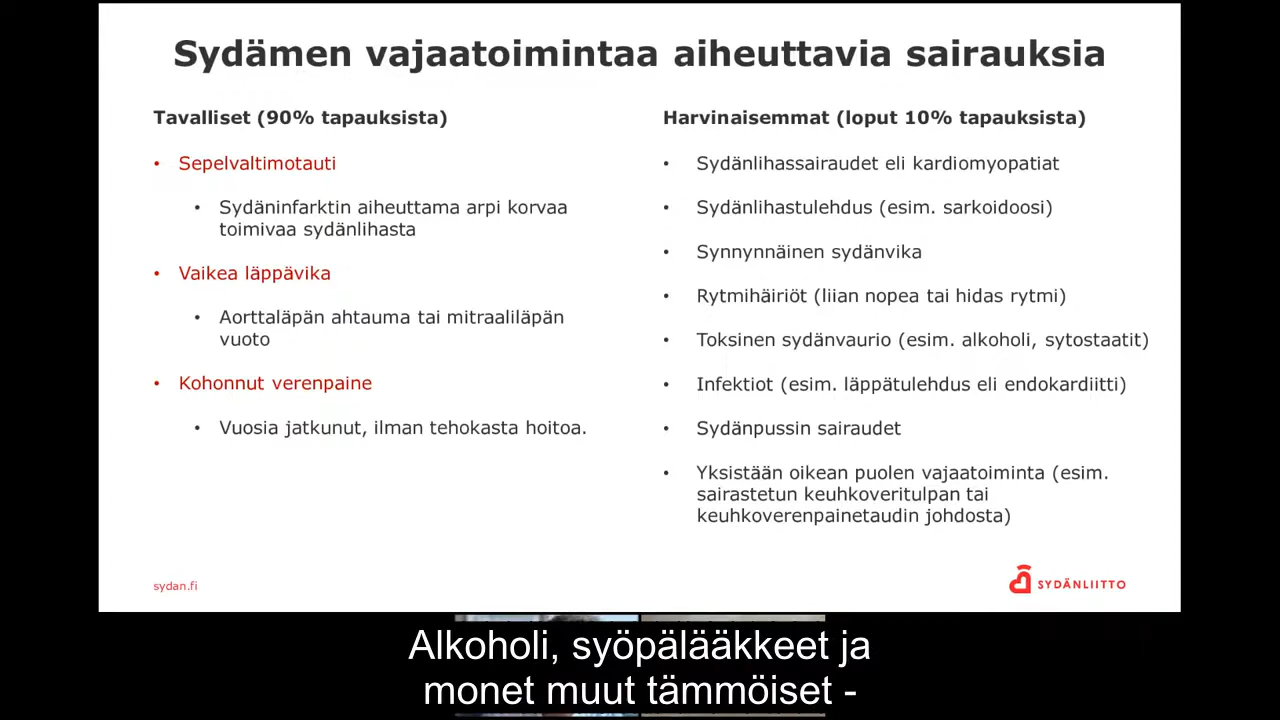 Sydämen vajaatoimintaa aiheuttavia sairauksia
Tavalliset (90% tapauksista)
• Sepelvaltimotauti
• Sydäninfarktin aiheuttama arpi korvaa
toimivaa sydänlihasta
• Vaikea läppävika
• Aorttaläpän ahtauma tai mitraaliläpän
vuoto
• Kohonnut verenpaine
• Vuosia jatkunut, ilman tehokasta hoitoa.
Harvinaisemmat (loput 10% tapauksista)
• Sydänlihassairaudet eli kardiomyopatiat
• Sydänlihastulehdus (esim. sarkoidoosi)
• Synnynnäinen sydänvika
• Rytmihäiriöt (liian nopea tai hidas rytmi)
• Toksinen sydänvaurio (esim. alkoholi, sytostaatit)
• Infektiot (esim. läppätulehdus eli endokardiitti)
• Sydänpussin sairaudet
• Yksistään oikean puolen vajaatoiminta (esim.
sairastetun keuhkoveritulpan tai
keuhkoverenpainetaudin johdosta)
sydan.fi
SYDÄNLIITTO
Alkoholi, syöpälääkkeet ja
monet muut tämmöiset -